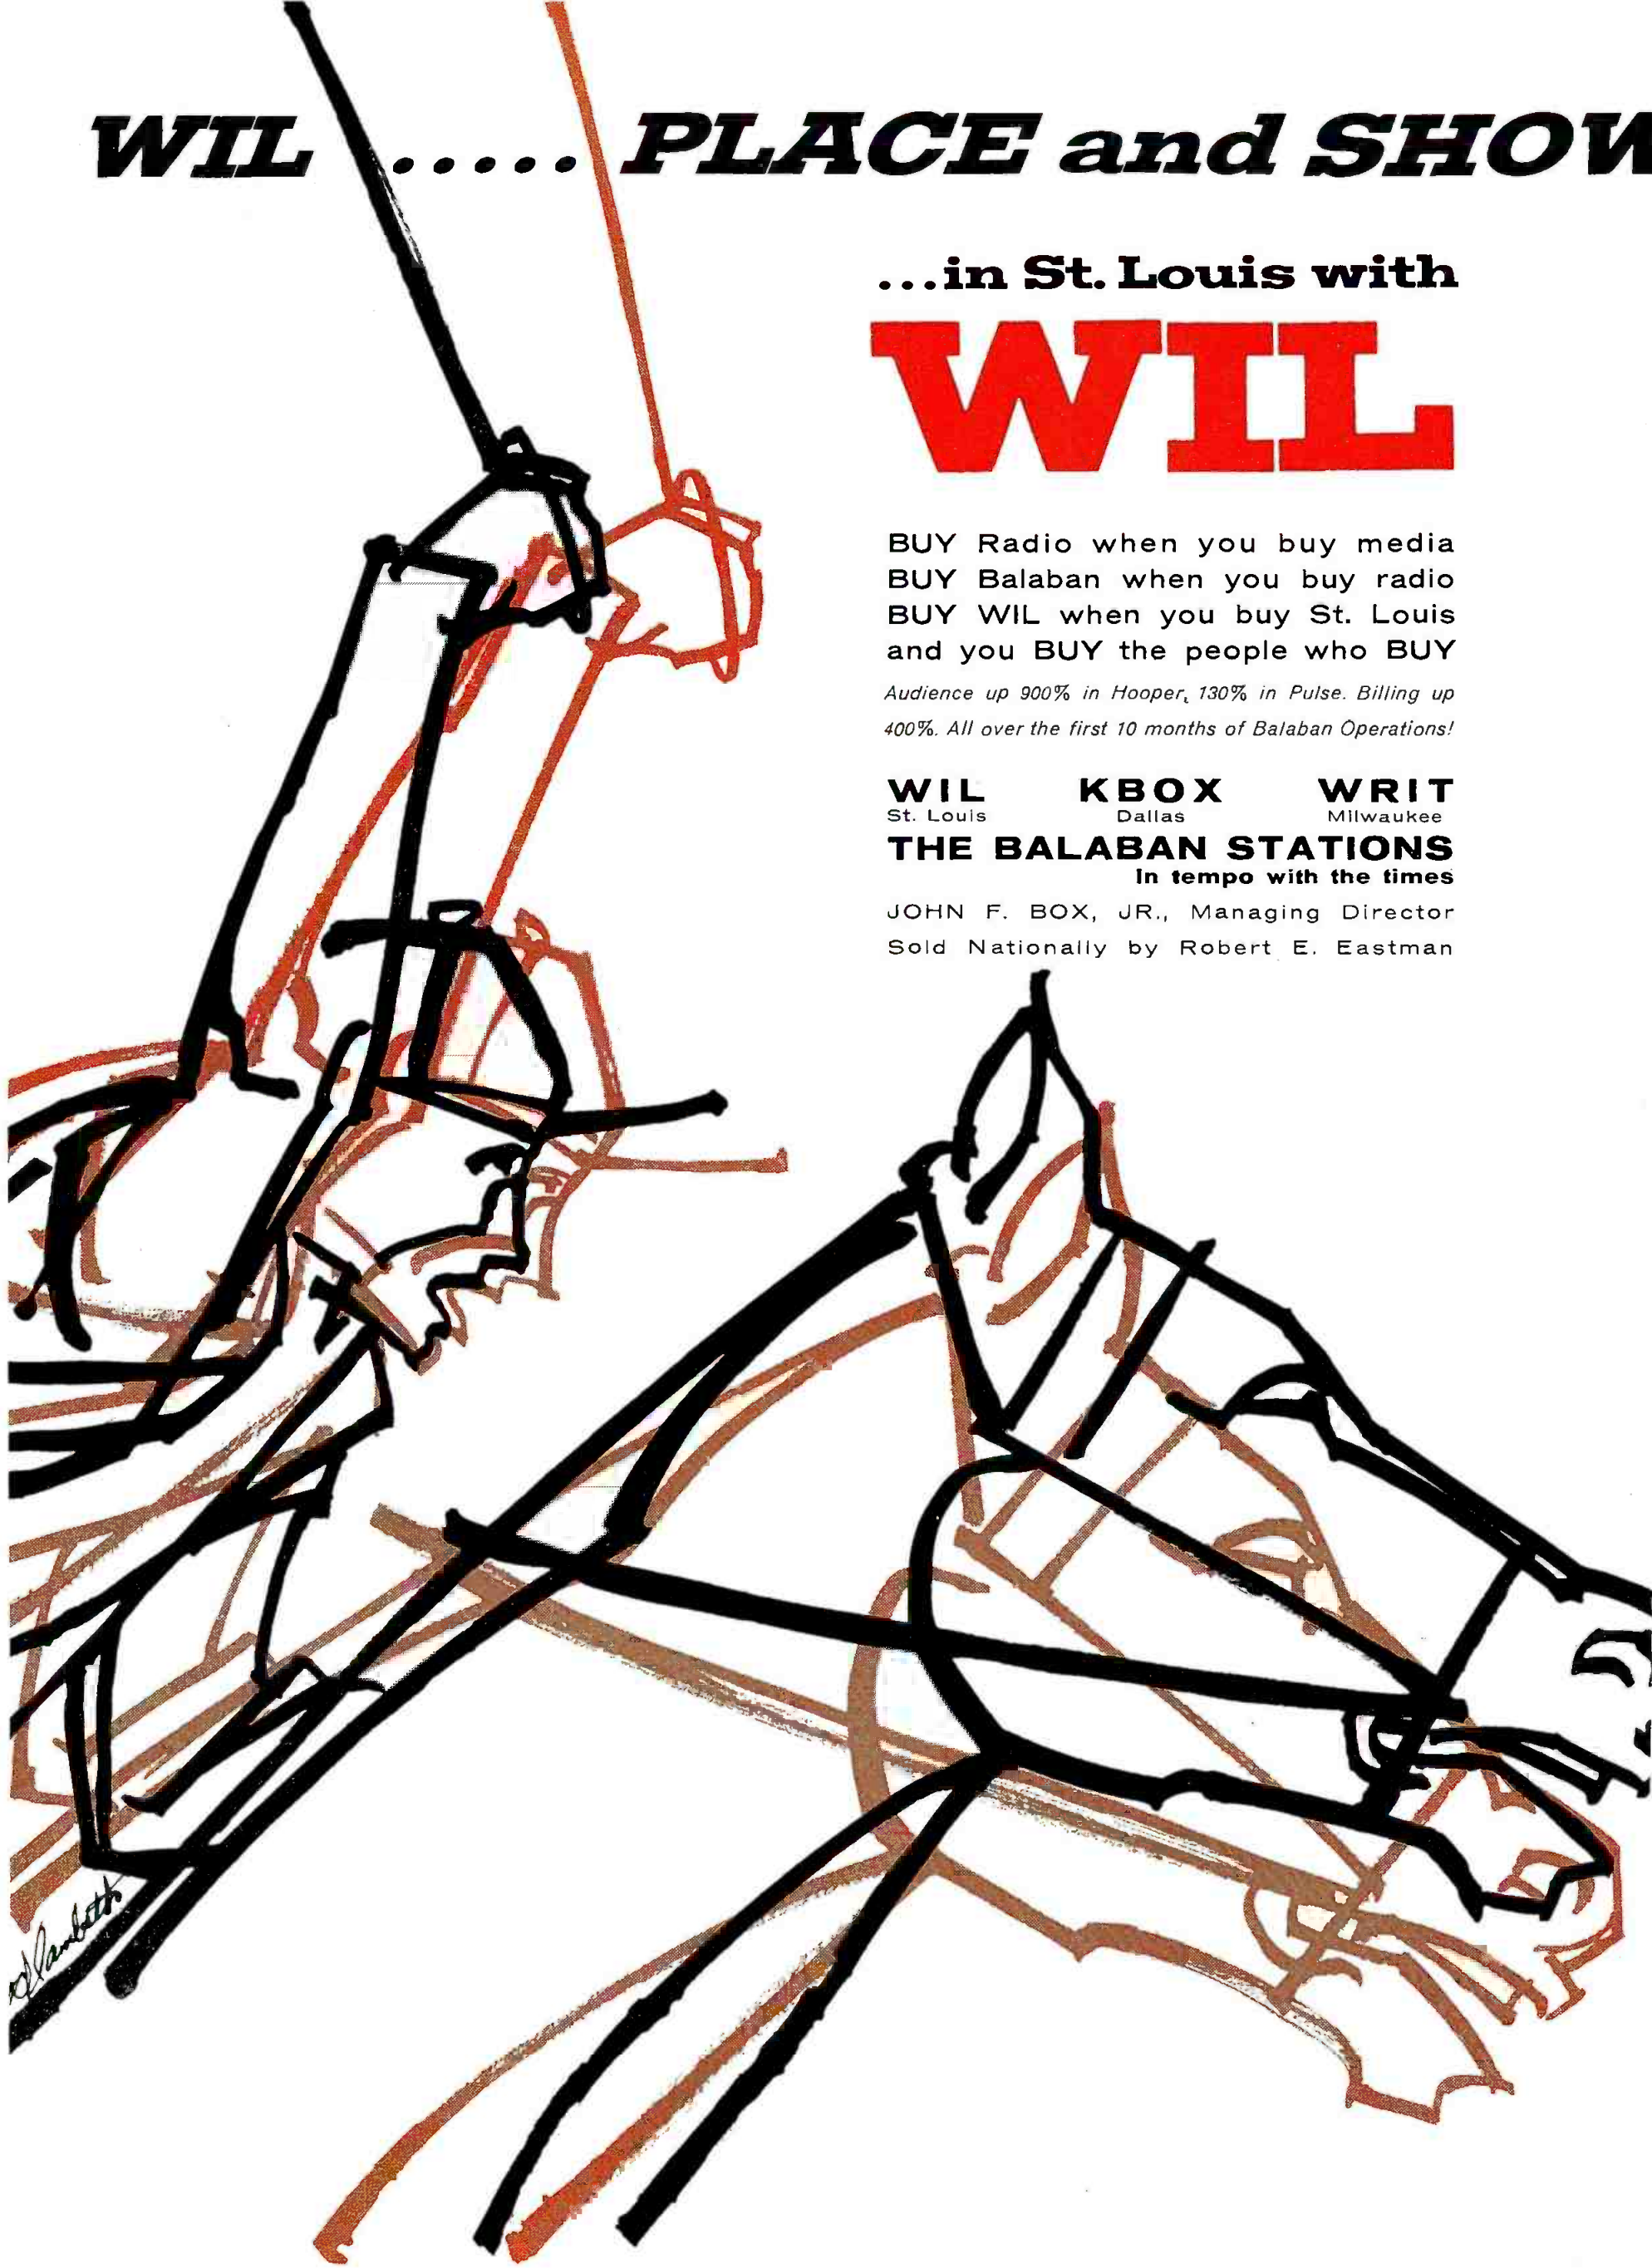 WIL ..... PLACE and SHOW
...in St. Louis with
WIL
BUY Radio when you buy media
BUY Balaban when you buy radio
BUY WIL when you buy St. Louis
and you BUY the people who BUY
Audience up 900% in Hooper, 130% in Pulse. Billing up
400%. All over the first 10 months of Balaban Operations!
WIL KBOX WRIT
St. Louis Dallas Milwaukee
THE BALABAN STATIONS
In tempo with the times
JOHN F. BOX, JR., Managing Director
Sold Nationally by Robert E. Eastman